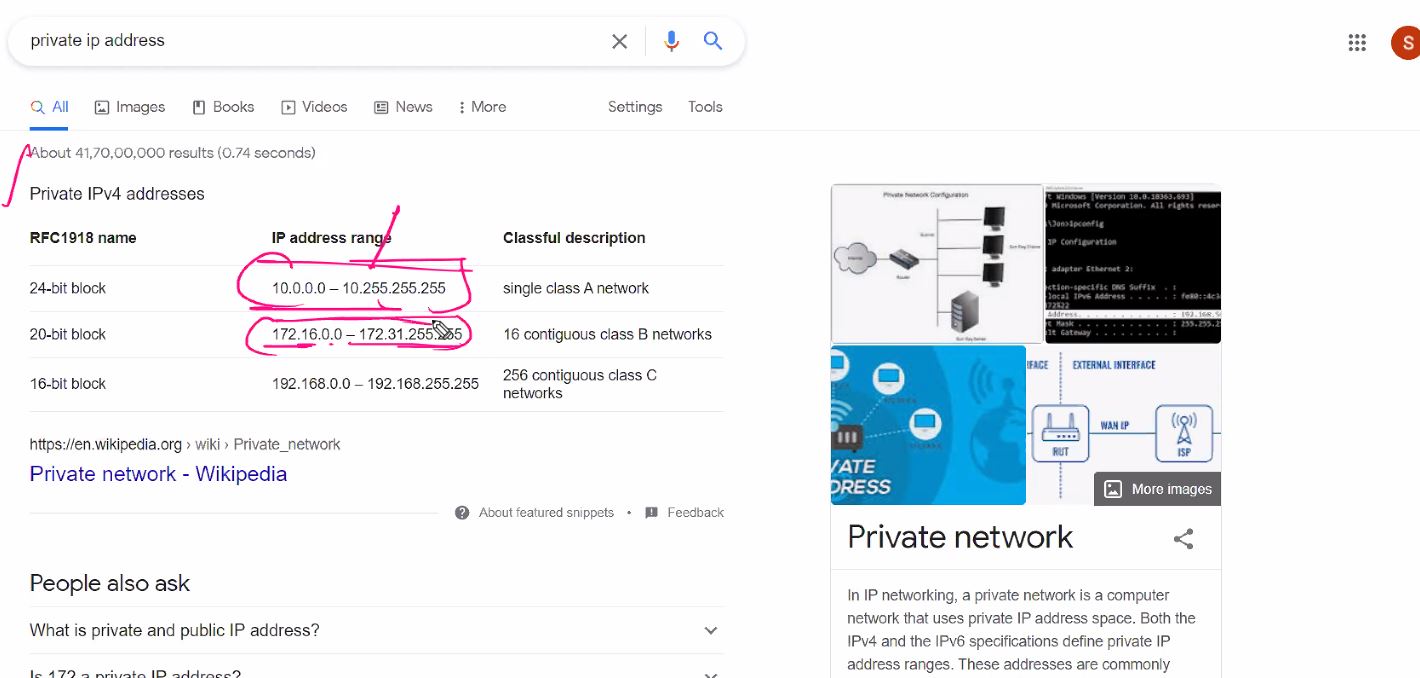 private ip address
S
All Images Books Videos News More Settings Tools
About 41,70,00,000 results (0.74 seconds)
Private IPv4 addresses
RFC1918 name IP address range Classful description
24-bit block 10.0.0.0 – 10.255.255.255 single class A network
20-bit block 172.16.0.0 – 172.31.255.255 16 contiguous class B networks
16-bit block 192.168.0.0 – 192.168.255.255 256 contiguous class C
networks
https://en.wikipedia.org › wiki › Private_network
Private network - Wikipedia
About featured snippets • Feedback
People also ask
What is private and public IP address?
Is 172 a private IP address?
Private Network Configuration
Internet
Router
t Windows [Version 10.0.18363.693]
Microsoft Corporation. All rights reser
\Jon>ipconfig
IP Configuration
adapter Ethernet 2:
ection-specific DNS Suffix . :
-local IPv6 Address . . . . . : fe80::4c3
t Mask . . . . . . . . . . . : 255.255.2
lt Gateway . . . . . . . . . :
VATE
DRESS
FACE EXTERNAL INTERFACE
WAN IP
RUT ISP
More images
Private network
In IP networking, a private network is a computer
network that uses private IP address space. Both the
IPv4 and the IPv6 specifications define private IP
address ranges. These addresses are commonly